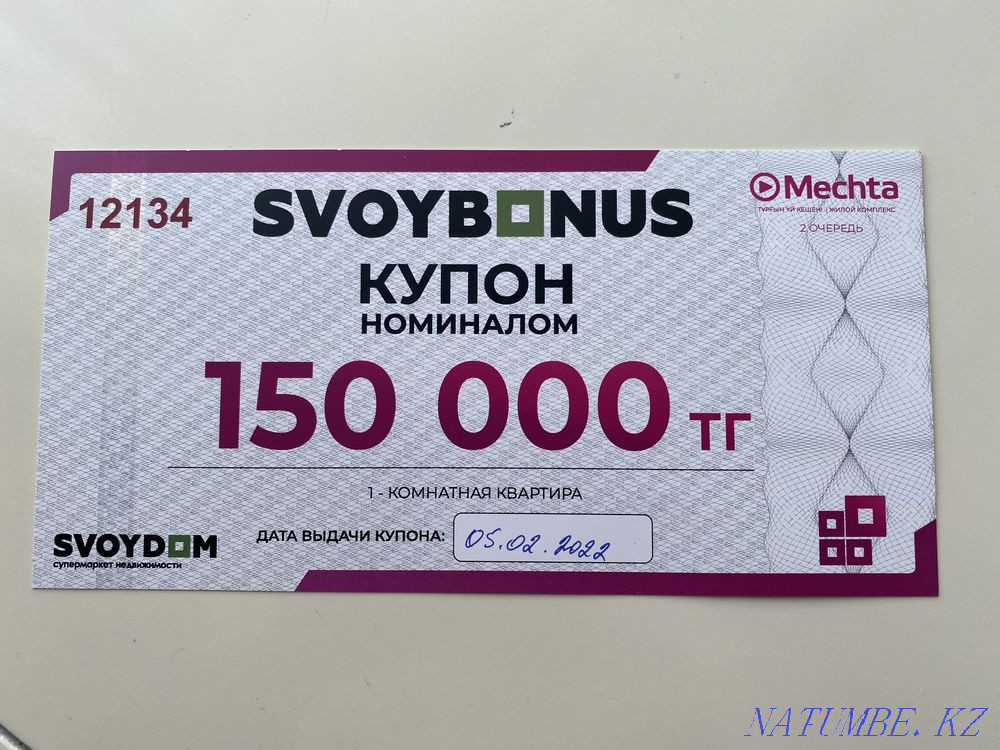 12134
SVOYBONUS
Mechta
ТҰРҒЫН ҮЙ КЕШЕНІ | ЖИЛОЙ КОМПЛЕКС
2 ОЧЕРЕДЬ
КУПОН
НОМИНАЛОМ
150 000 ТГ
1 - КОМНАТНАЯ КВАРТИРА
ДАТА ВЫДАЧИ КУПОНА: 05.02.2022
SVOYDOM
супермаркет недвижимости
NATUMBE. KZ